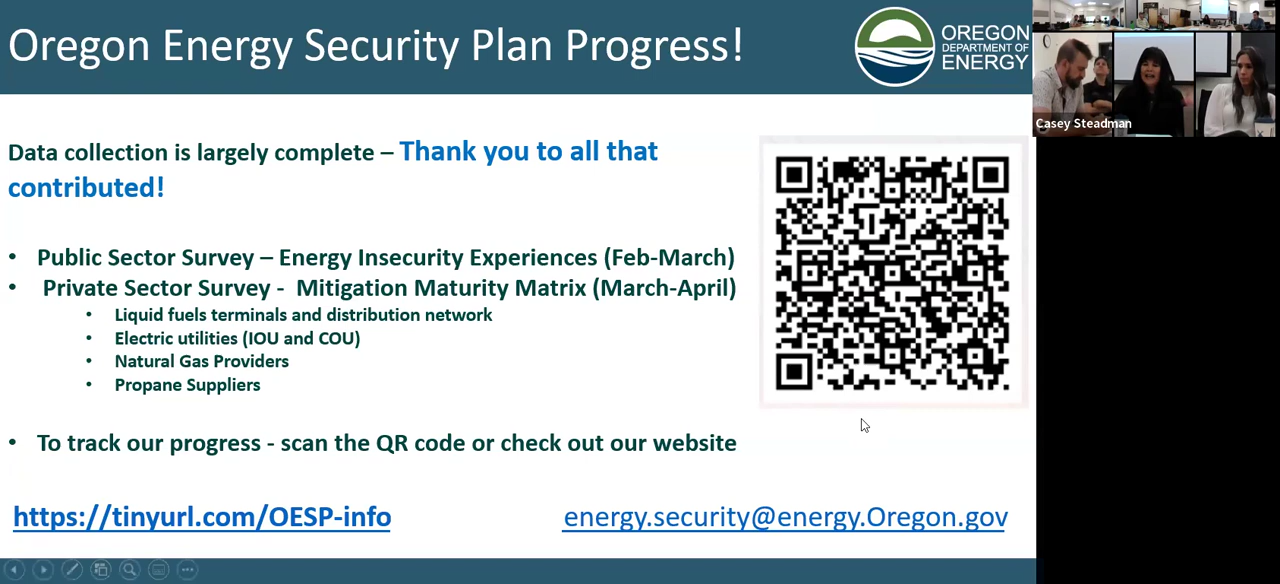 Oregon Energy Security Plan Progress!
OREGON
DEPARTMENT OF
ENERGY
Casey Steadman
Data collection is largely complete – Thank you to all that
contributed!
• Public Sector Survey – Energy Insecurity Experiences (Feb-March)
• Private Sector Survey - Mitigation Maturity Matrix (March-April)
• Liquid fuels terminals and distribution network
• Electric utilities (IOU and COU)
• Natural Gas Providers
• Propane Suppliers
• To track our progress - scan the QR code or check out our website
https://tinyurl.com/OESP-info
energy.security@energy.Oregon.gov